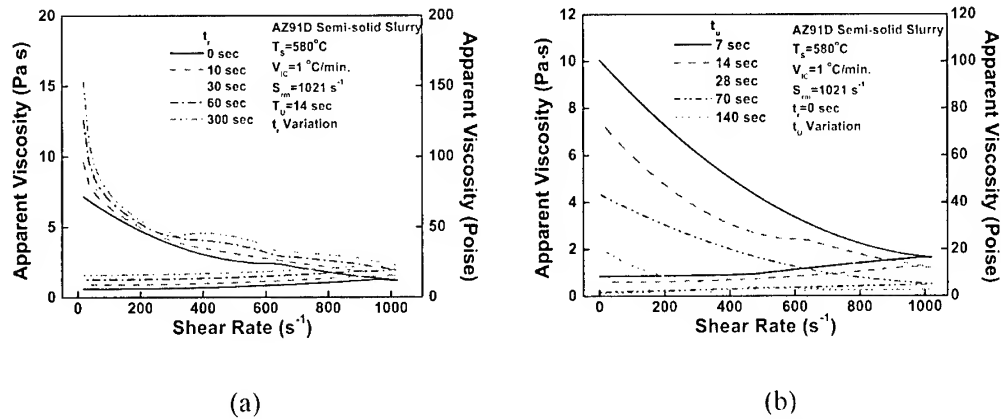 20
15
10
5
0
200
150
100
50
0
0 200 400 600 800 1000
Apparent Viscosity (Pa s)
Apparent Viscosity (Poise)
Shear Rate (s⁻¹)
tᵣ
0 sec
10 sec
30 sec
60 sec
300 sec
AZ91D Semi-solid Slurry
T_S=580°C
V_IC=1 °C/min.
S_rm=1021 s⁻¹
T_U=14 sec
tᵣ Variation
(a)
12
10
8
6
4
2
0
120
100
80
60
40
20
0
0 200 400 600 800 1000
Apparent Viscosity (Pa·s)
Apparent Viscosity (Poise)
Shear Rate (s⁻¹)
t_u
7 sec
14 sec
28 sec
70 sec
140 sec
AZ91D Semi-solid Slurry
T_S=580°C
V_IC=1 °C/min.
S_rm=1021 s⁻¹
tᵣ=0 sec
t_U Variation
(b)